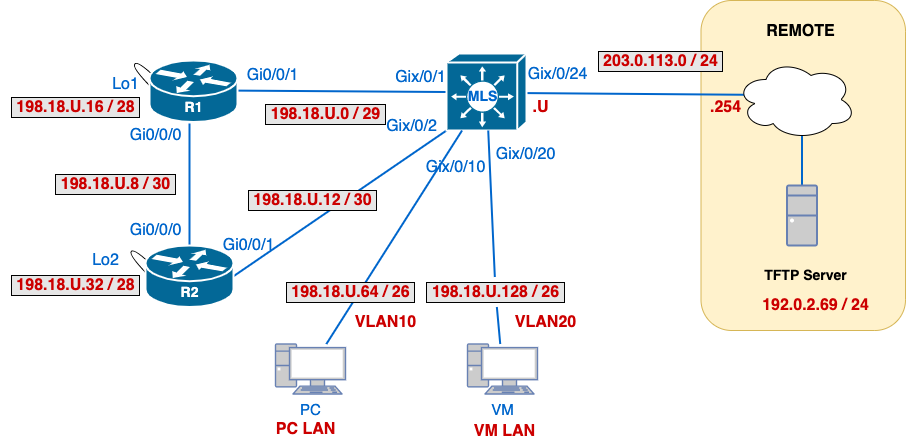 REMOTE
203.0.113.0 / 24
Lo1
Gi0/0/1
Gix/0/1
Gix/0/24
R1
MLS
198.18.U.16 / 28
198.18.U.0 / 29
.U
.254
Gi0/0/0
Gix/0/2
Gix/0/20
Gix/0/10
198.18.U.8 / 30
198.18.U.12 / 30
Gi0/0/0
Gi0/0/1
Lo2
R2
198.18.U.32 / 28
TFTP Server
192.0.2.69 / 24
198.18.U.64 / 26
198.18.U.128 / 26
VLAN10
VLAN20
PC
PC LAN
VM
VM LAN